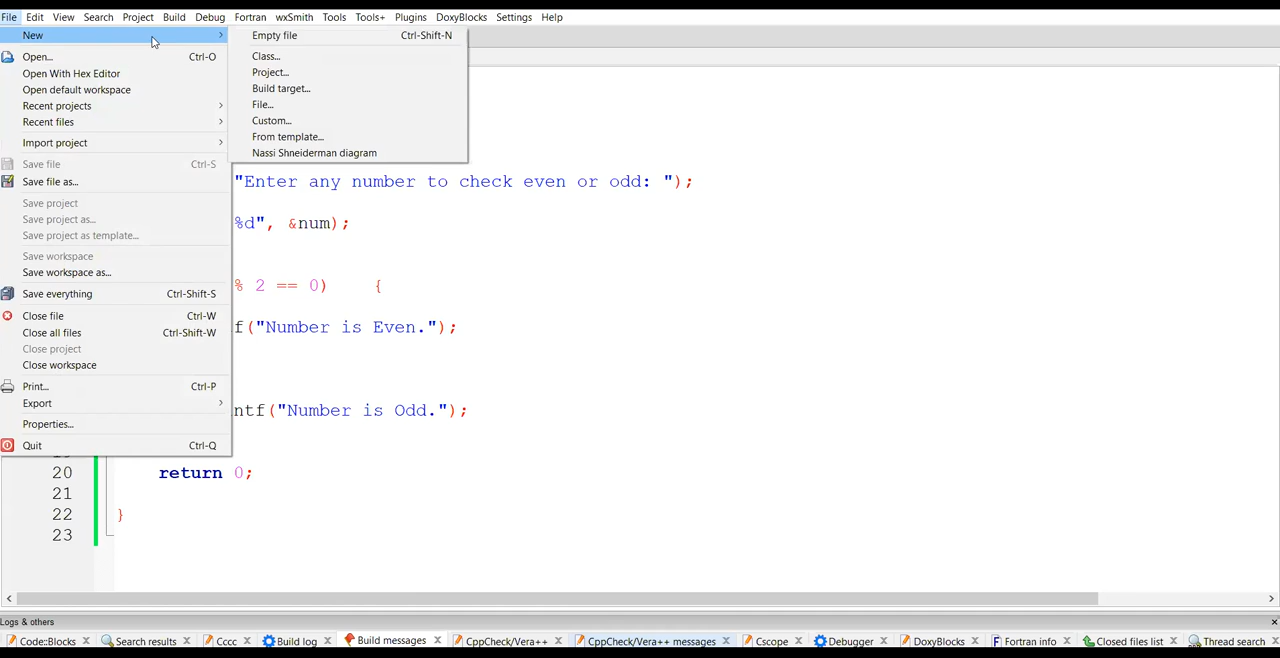 File Edit View Search Project Build Debug Fortran wxSmith Tools Tools+ Plugins DoxyBlocks Settings Help
New
Open... Ctrl-O
Open With Hex Editor
Open default workspace
Recent projects
Recent files
Import project
Save file Ctrl-S
Save file as...
Save project
Save project as...
Save project as template...
Save workspace
Save workspace as...
Save everything Ctrl-Shift-S
Close file Ctrl-W
Close all files Ctrl-Shift-W
Close project
Close workspace
Print... Ctrl-P
Export
Properties...
Quit Ctrl-Q
Empty file Ctrl-Shift-N
Class...
Project...
Build target...
File...
Custom...
From template...
Nassi Shneiderman diagram
"Enter any number to check even or odd: ");
%d", &num);
% 2 == 0) {
f("Number is Even.");
ntf("Number is Odd.");
20 return 0;
21
22 }
23
Logs & others
Code::Blocks Search results Cccc Build log Build messages CppCheck/Vera++ CppCheck/Vera++ messages Cscope Debugger DoxyBlocks Fortran info Closed files list Thread search